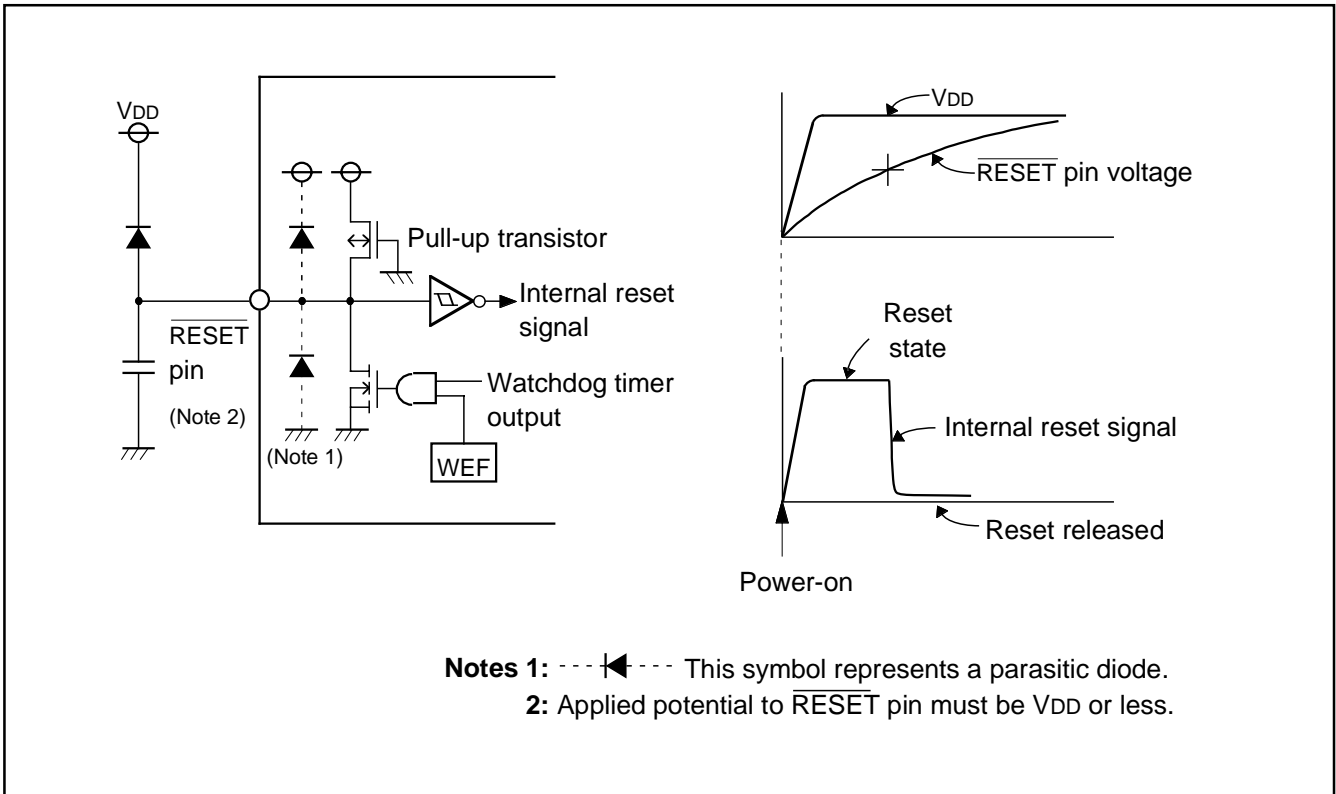 VDD
Pull-up transistor
Internal reset
signal
RESET
pin
(Note 2)
(Note 1)
Watchdog timer
output
WEF
VDD
RESET pin voltage
Reset
state
Internal reset signal
Reset released
Power-on
Notes 1: This symbol represents a parasitic diode.
2: Applied potential to RESET pin must be VDD or less.